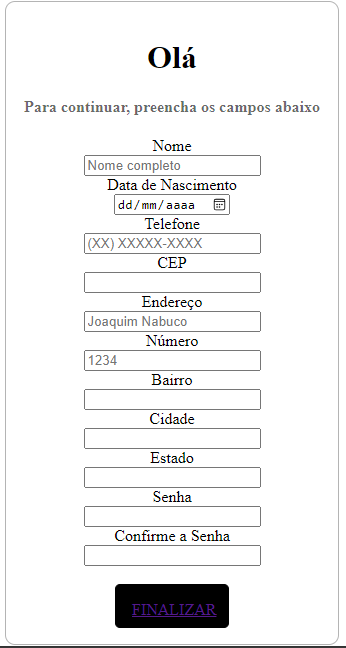 Olá
Para continuar, preencha os campos abaixo
Nome
Nome completo
Data de Nascimento
dd/mm/aaaa
Telefone
(XX) XXXXX-XXXX
CEP
Endereço
Joaquim Nabuco
Número
1234
Bairro
Cidade
Estado
Senha
Confirme a Senha
FINALIZAR